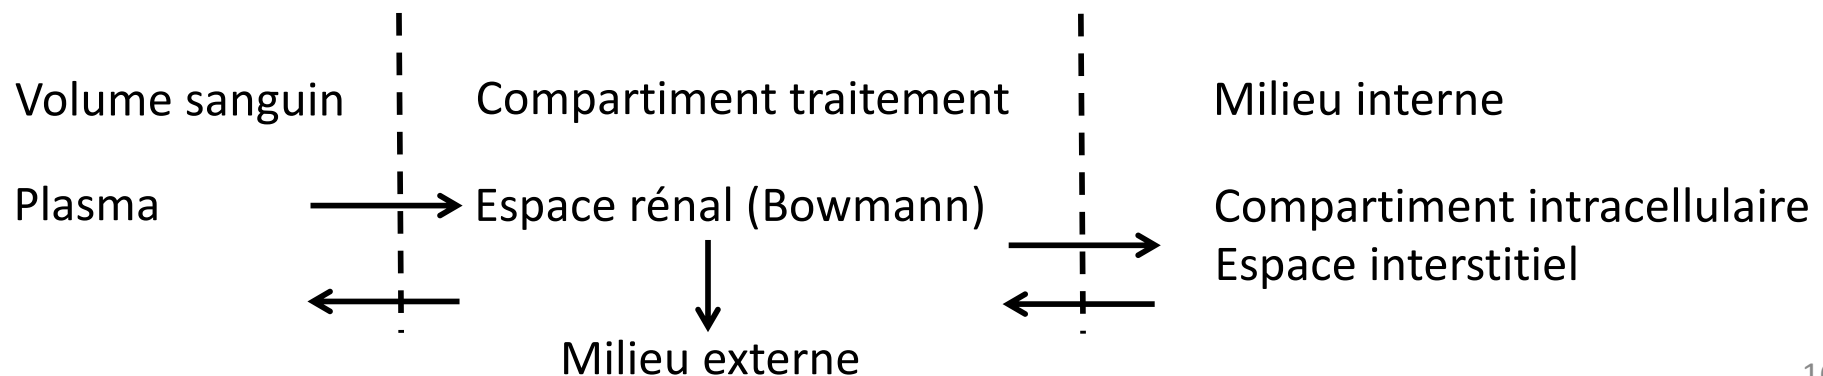 Volume sanguin
Compartiment traitement
Milieu interne
Plasma
Espace rénal (Bowmann)
Compartiment intracellulaire
Espace interstitiel
Milieu externe